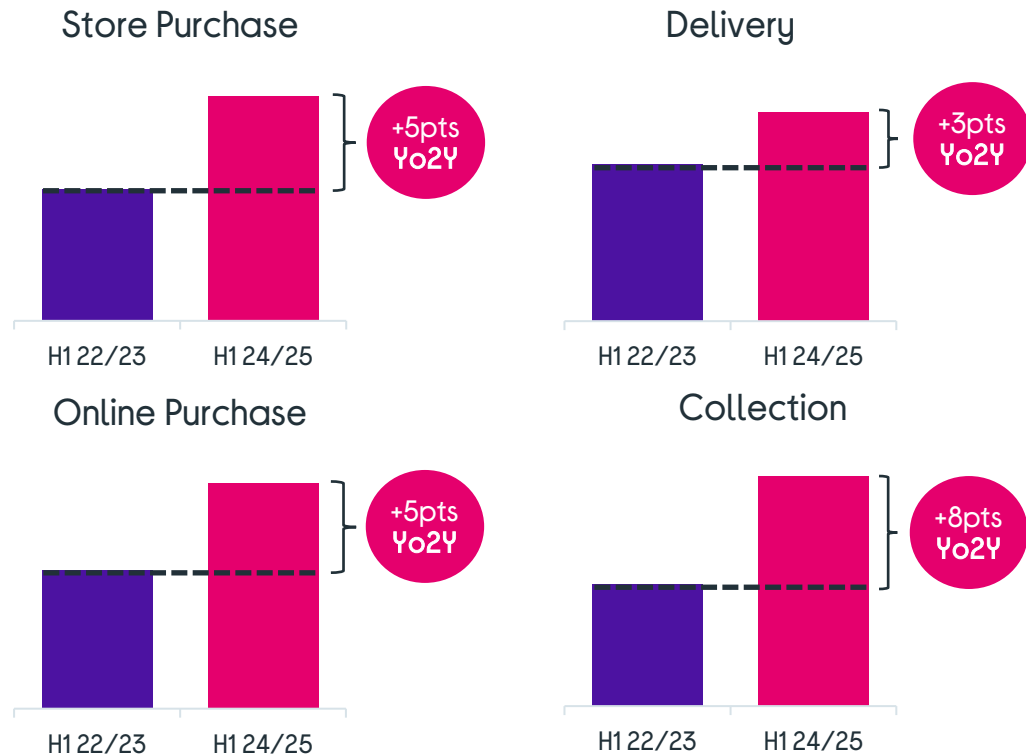 Store Purchase
+5pts
Yo2Y
H1 22/23
H1 24/25
Delivery
+3pts
Yo2Y
H1 22/23
H1 24/25
Online Purchase
+5pts
Yo2Y
H1 22/23
H1 24/25
Collection
+8pts
Yo2Y
H1 22/23
H1 24/25